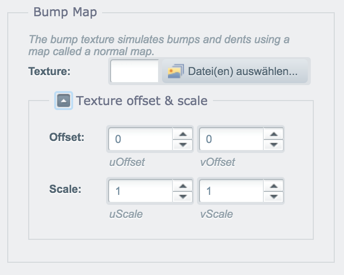 Bump Map
The bump texture simulates bumps and dents using a
map called a normal map.
Texture: Datei(en) auswählen...
Texture offset & scale
Offset: 0 0
uOffset vOffset
Scale: 1 1
uScale vScale